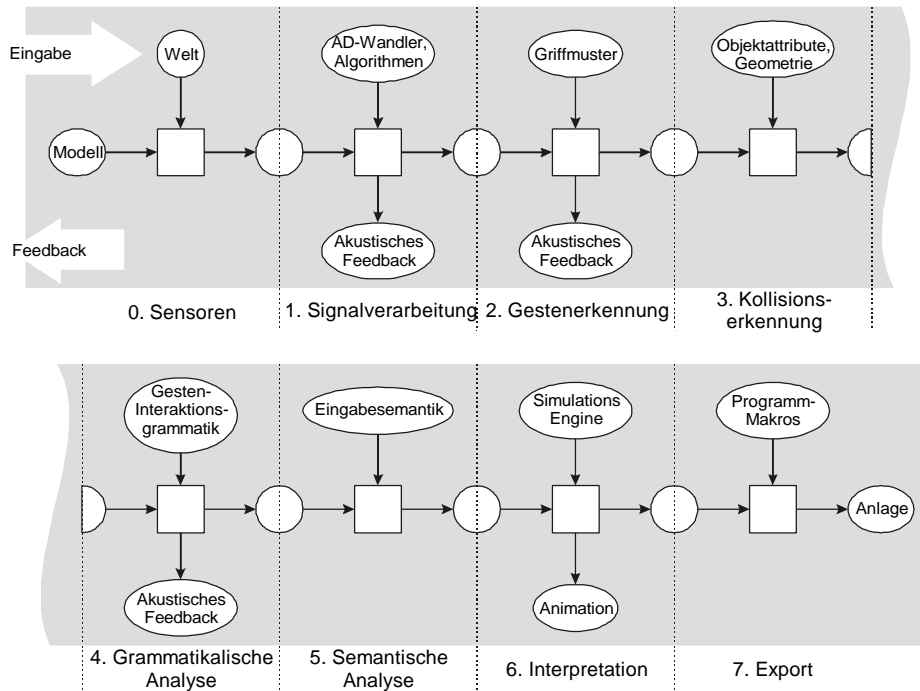 Eingabe
Welt
AD-Wandler,
Algorithmen
Griffmuster
Objektattribute,
Geometrie
Modell
Feedback
Akustisches
Feedback
Akustisches
Feedback
0. Sensoren
1. Signalverarbeitung
2. Gestenerkennung
3. Kollisions-
erkennung
Gesten-
Interaktions-
grammatik
Eingabesemantik
Simulations
Engine
Programm-
Makros
Anlage
Akustisches
Feedback
Animation
4. Grammatikalische
Analyse
5. Semantische
Analyse
6. Interpretation
7. Export